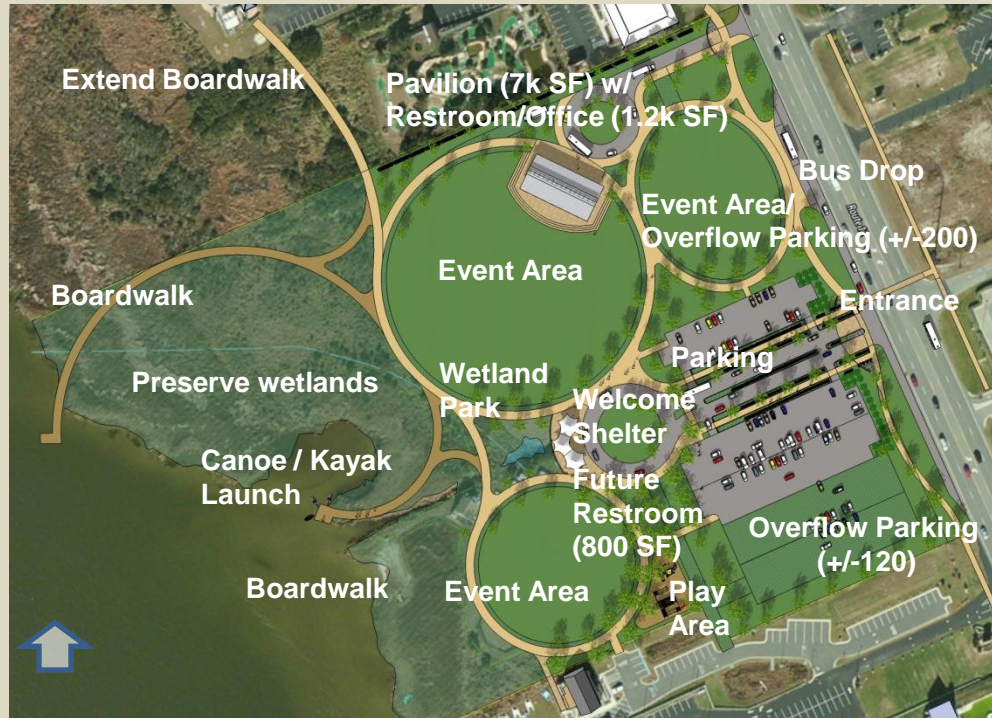 Extend Boardwalk
Pavilion (7k SF) w/
Restroom/Office (1.2k SF)
Bus Drop
Event Area/
Overflow Parking (+/-200)
Event Area
Boardwalk
Entrance
Parking
Preserve wetlands
Wetland
Park
Welcome
Shelter
Canoe / Kayak
Launch
Future
Restroom
(800 SF)
Overflow Parking
(+/-120)
Boardwalk
Event Area
Play
Area